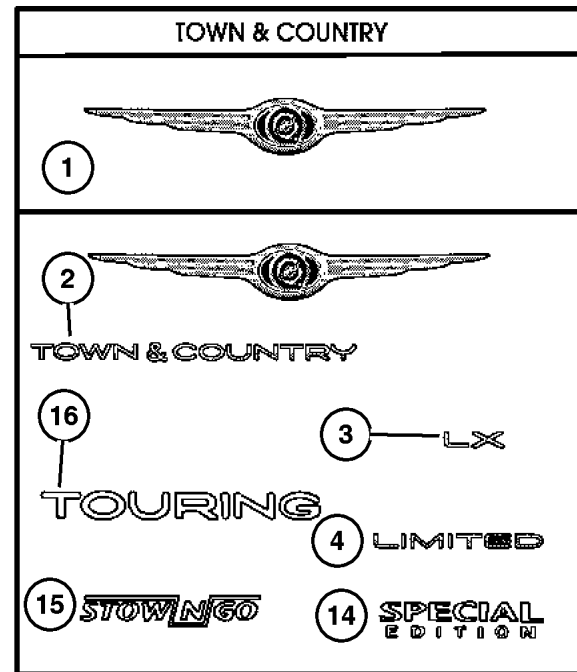 TOWN & COUNTRY
1
2
TOWN & COUNTRY
16
3
LX
TOURING
4
LIMITED
15
STOW N GO
14
SPECIAL
EDITION